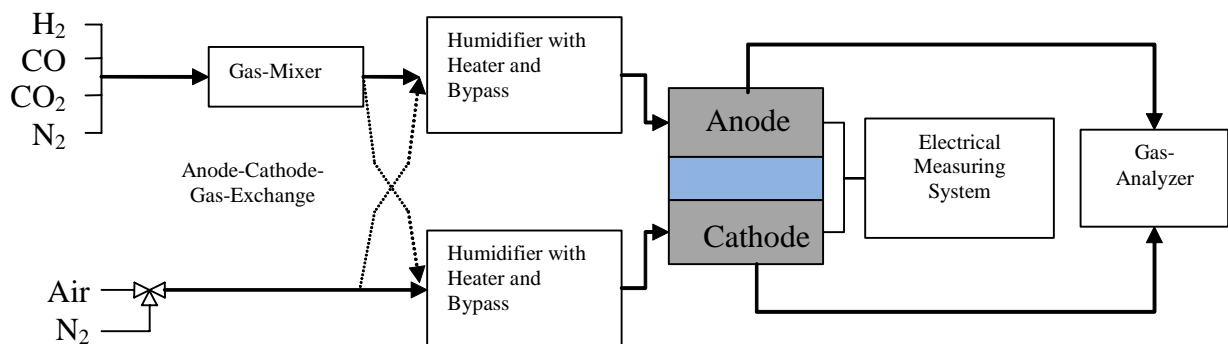 H₂
CO
CO₂
N₂
Gas-Mixer
Humidifier with
Heater and
Bypass
Anode-Cathode-
Gas-Exchange
Anode
Cathode
Electrical
Measuring
System
Gas-
Analyzer
Air
N₂
Humidifier with
Heater and
Bypass